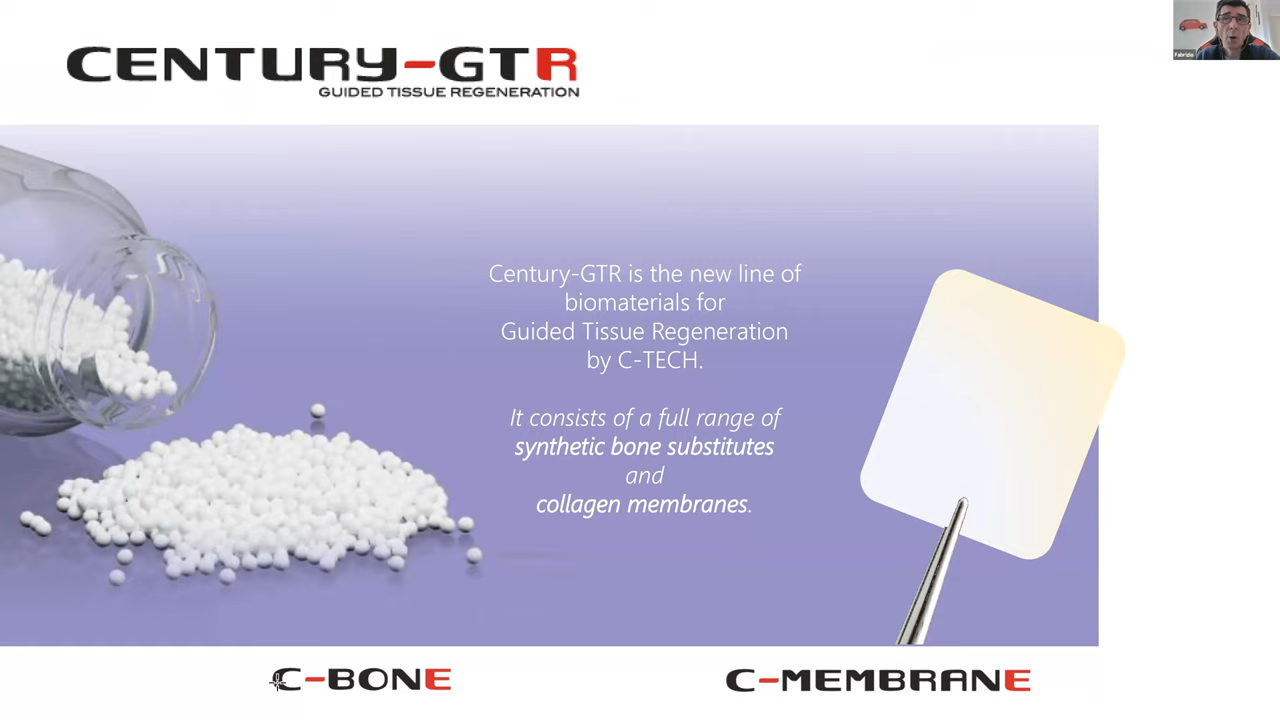 CENTURY-GTR
GUIDED TISSUE REGENERATION
Fabrizio
Century-GTR is the new line of
biomaterials for
Guided Tissue Regeneration
by C-TECH.
It consists of a full range of
synthetic bone substitutes
and
collagen membranes.
C-BONE
C-MEMBRANE